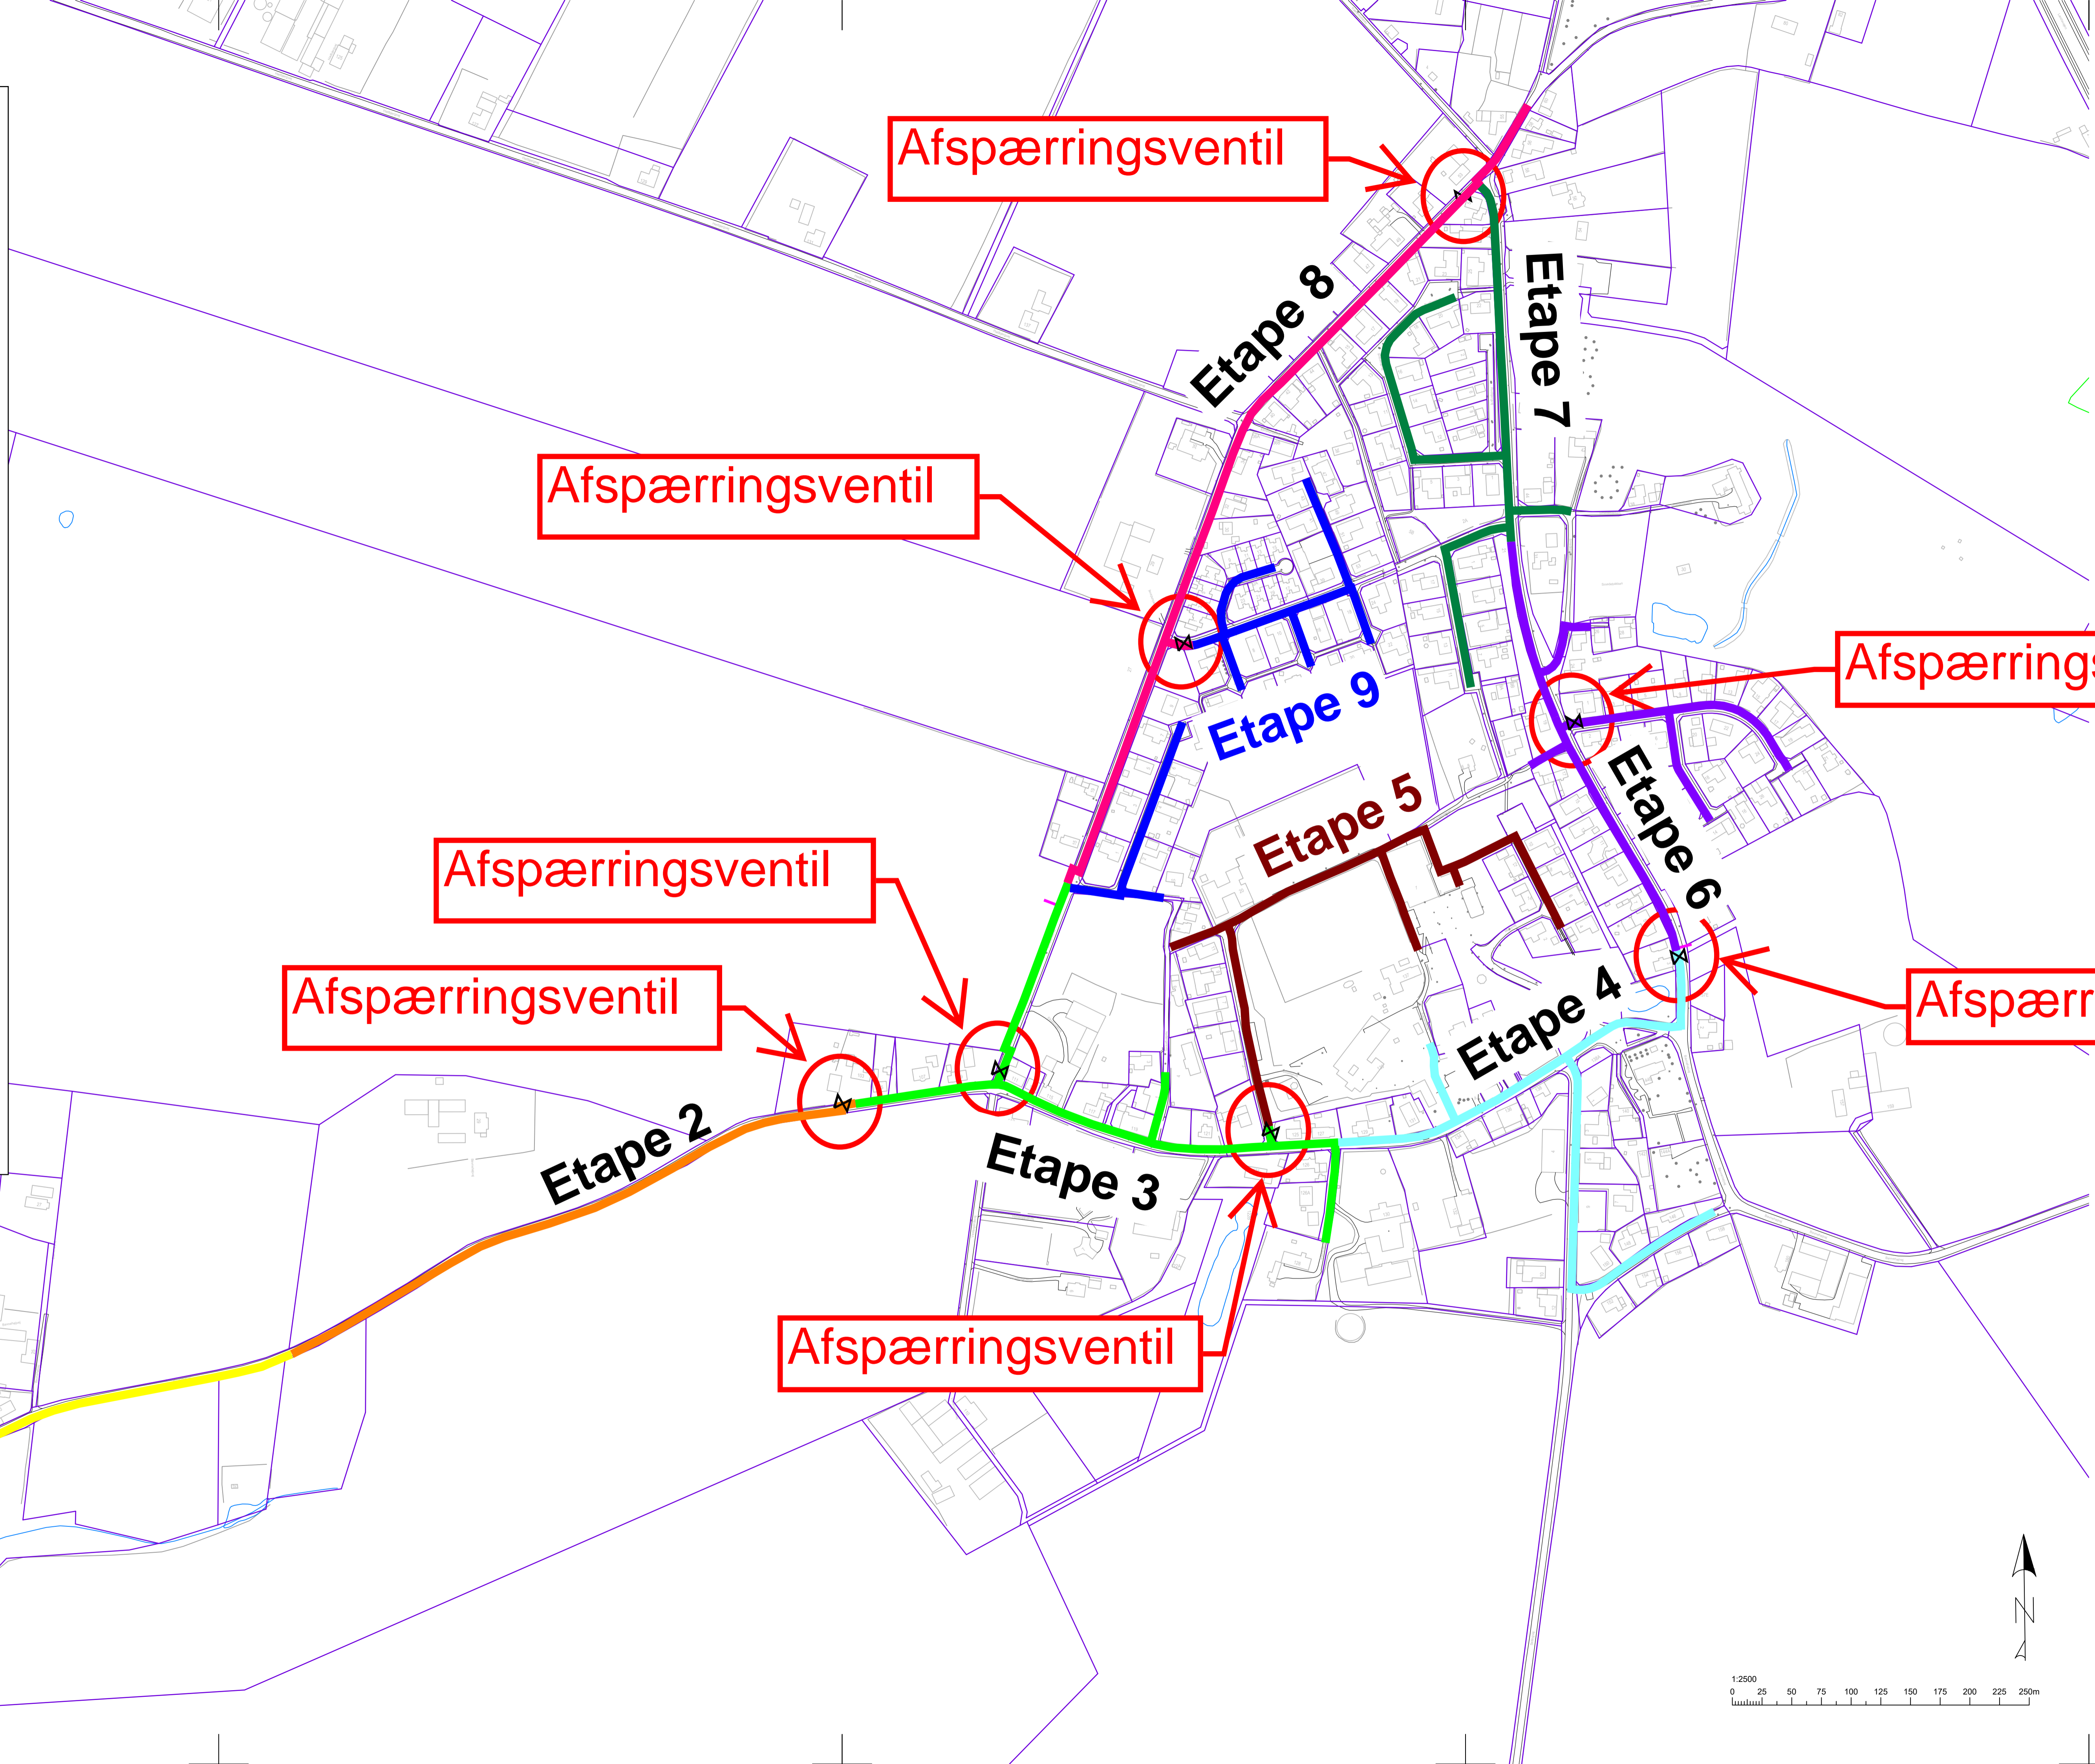 Afspærringsventil
Etape 8
Etape 7
Afspærringsventil
Afspærrings
Etape 9
Etape 5
Etape 6
Afspærringsventil
Afspærringsventil
Afspærr
Etape 4
Etape 2
Etape 3
Afspærringsventil
N
1:2500
0 25 50 75 100 125 150 175 200 225 250m